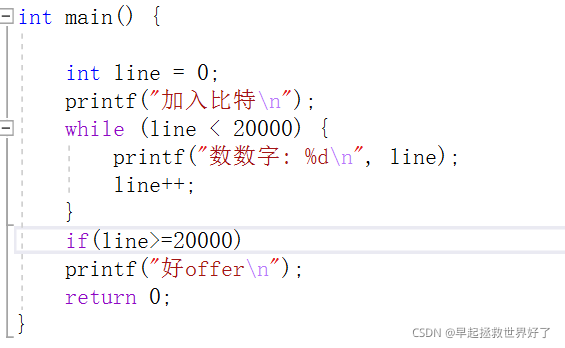 int main() {
int line = 0;
printf("加入比特\n");
while (line < 20000) {
printf("数数字: %d\n", line);
line++;
}
if(line>=20000)
printf("好offer\n");
return 0;
}
CSDN @早起拯救世界好了